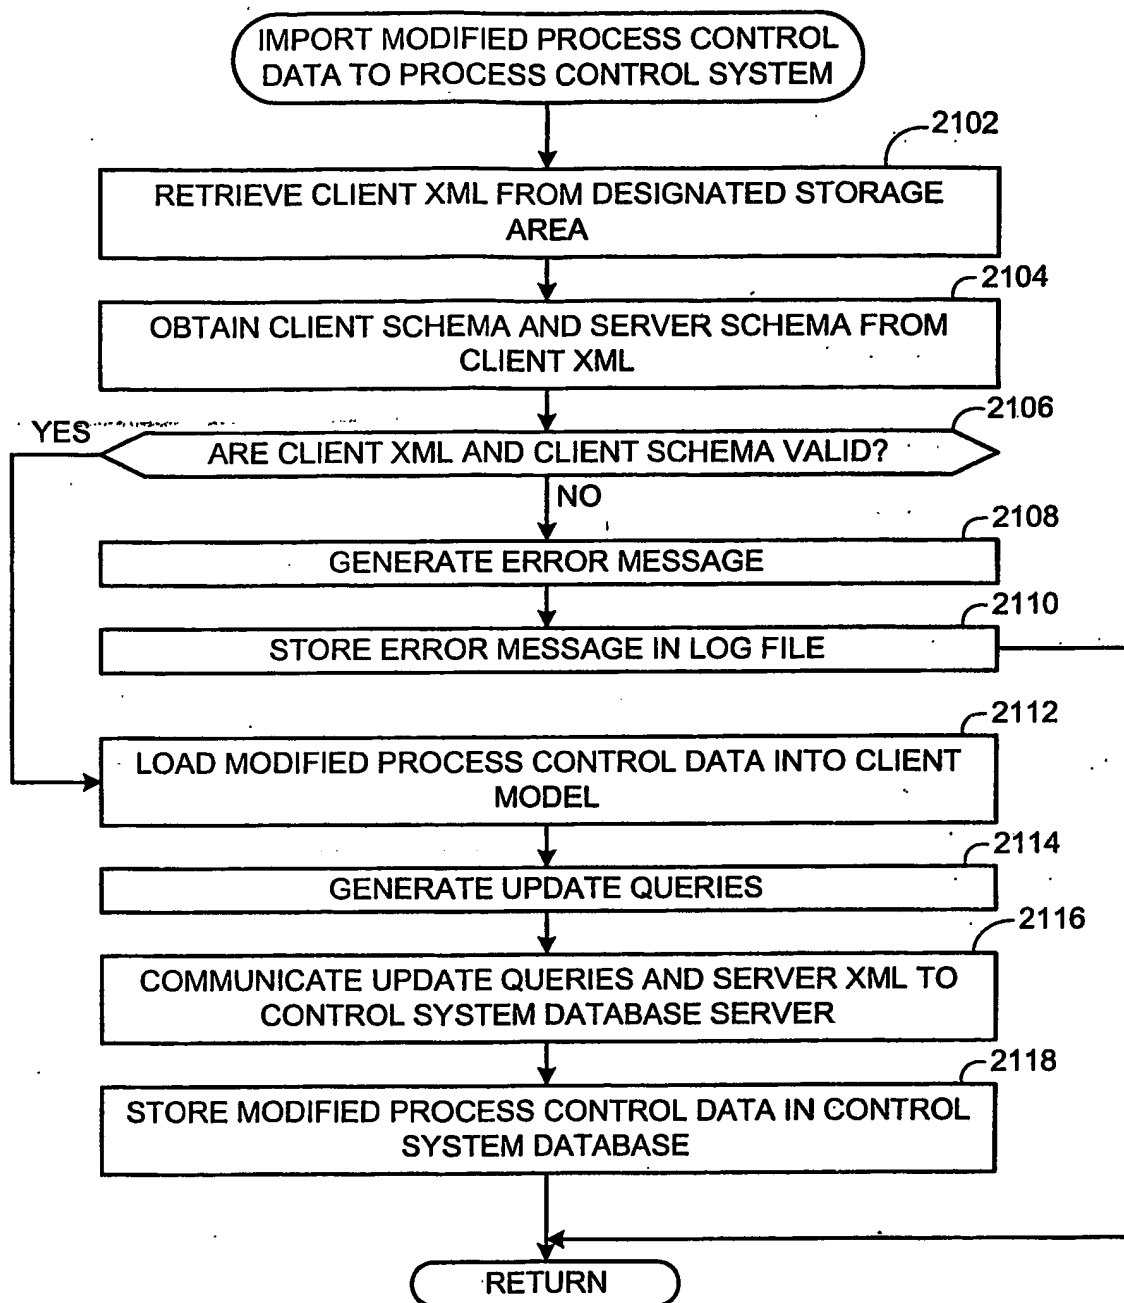 IMPORT MODIFIED PROCESS CONTROL
DATA TO PROCESS CONTROL SYSTEM
2102
RETRIEVE CLIENT XML FROM DESIGNATED STORAGE
AREA
2104
OBTAIN CLIENT SCHEMA AND SERVER SCHEMA FROM
CLIENT XML
2106
YES
ARE CLIENT XML AND CLIENT SCHEMA VALID?
NO
2108
GENERATE ERROR MESSAGE
2110
STORE ERROR MESSAGE IN LOG FILE
2112
LOAD MODIFIED PROCESS CONTROL DATA INTO CLIENT
MODEL
2114
GENERATE UPDATE QUERIES
2116
COMMUNICATE UPDATE QUERIES AND SERVER XML TO
CONTROL SYSTEM DATABASE SERVER
2118
STORE MODIFIED PROCESS CONTROL DATA IN CONTROL
SYSTEM DATABASE
RETURN